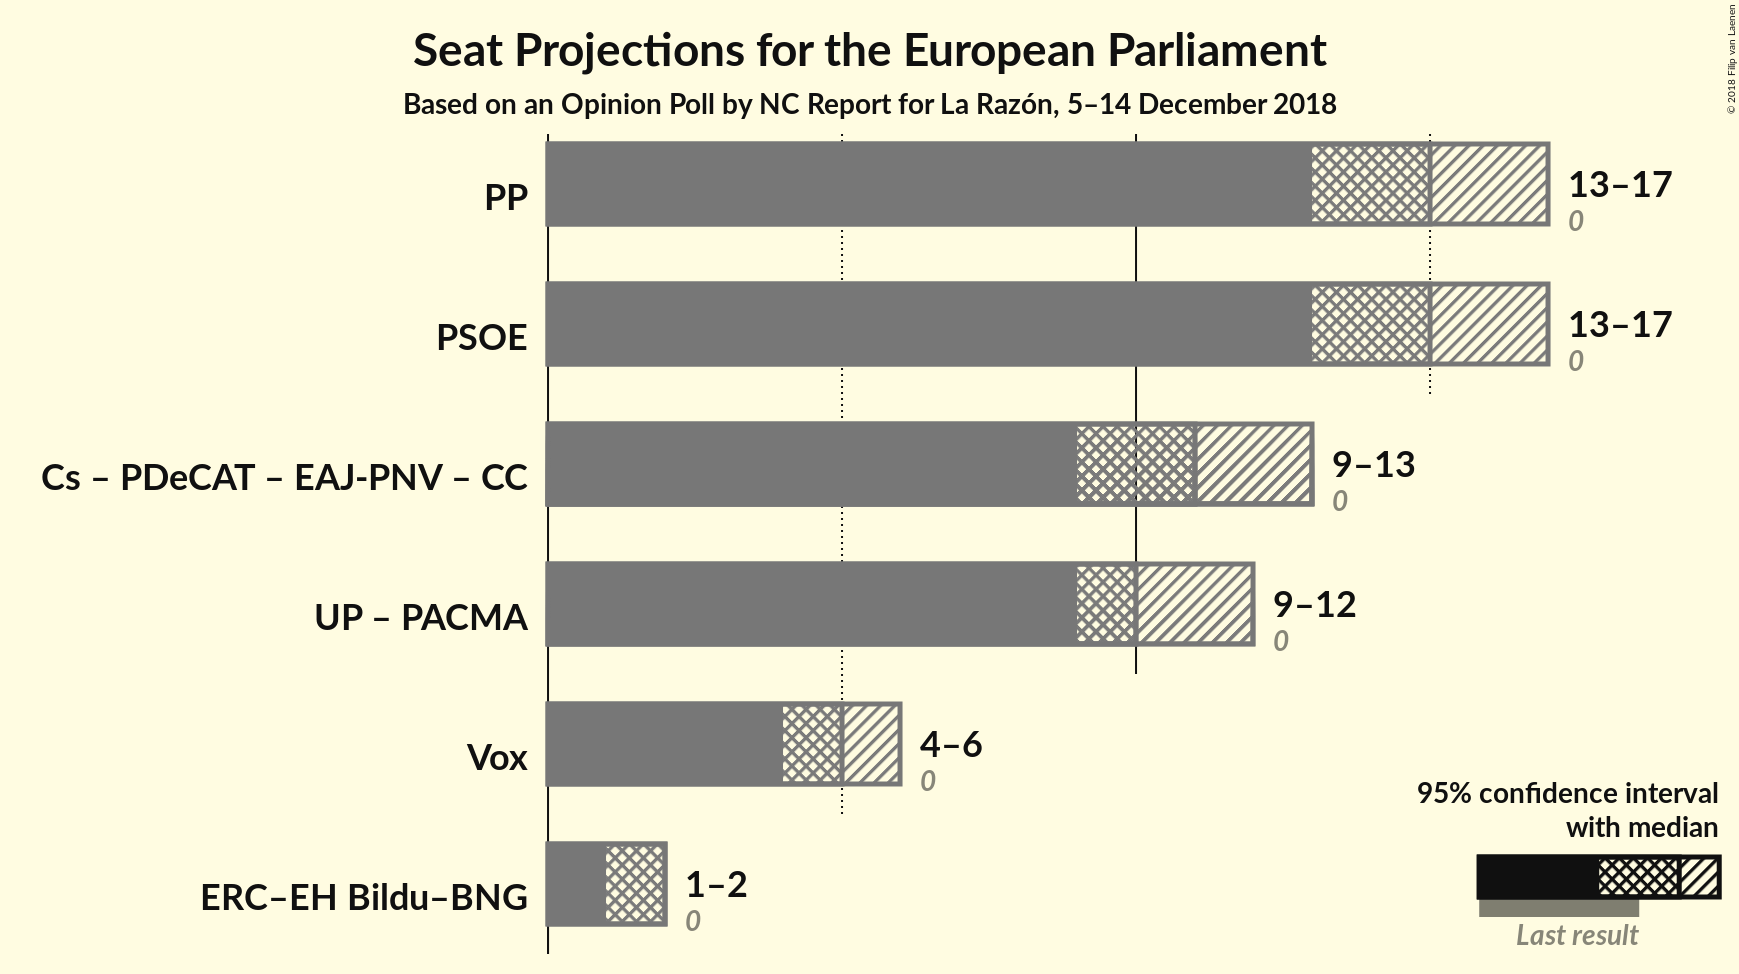 Seat Projections for the European Parliament
Based on an Opinion Poll by NC Report for La Razón, 5–14 December 2018
© 2018 Filip van Laenen
PP
13–17
0
PSOE
13–17
0
Cs – PDeCAT – EAJ-PNV – CC
9–13
0
UP – PACMA
9–12
0
Vox
4–6
0
ERC–EH Bildu–BNG
1–2
0
95% confidence interval
with median
Last result